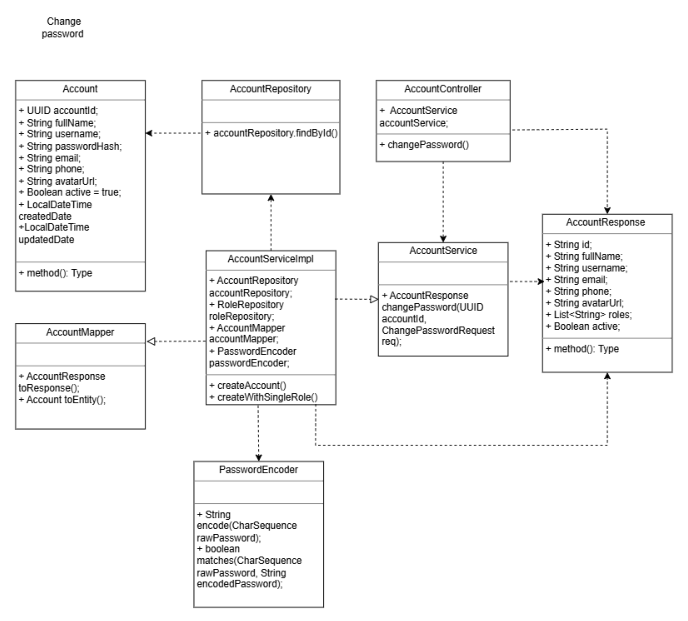 Change
password
Account
+ UUID accountId;
+ String fullName;
+ String username;
+ String passwordHash;
+ String email;
+ String phone;
+ String avatarUrl;
+ Boolean active = true;
+ LocalDateTime
createdDate
+LocalDateTime
updatedDate
+ method(): Type
AccountRepository
+ accountRepository.findById()
AccountController
+ AccountService
accountService;
+ changePassword()
AccountResponse
+ String id;
+ String fullName;
+ String username;
+ String email;
+ String phone;
+ String avatarUrl;
+ List<String> roles;
+ Boolean active;
+ method(): Type
AccountServiceImpl
+ AccountRepository
accountRepository;
+ RoleRepository
roleRepository;
+ AccountMapper
accountMapper;
+ PasswordEncoder
passwordEncoder;
+ createAccount()
+ createWithSingleRole()
AccountService
+ AccountResponse
changePassword(UUID
accountId,
ChangePasswordRequest
req);
AccountMapper
+ AccountResponse
toResponse();
+ Account toEntity();
PasswordEncoder
+ String
encode(CharSequence
rawPassword);
+ boolean
matches(CharSequence
rawPassword, String
encodedPassword);